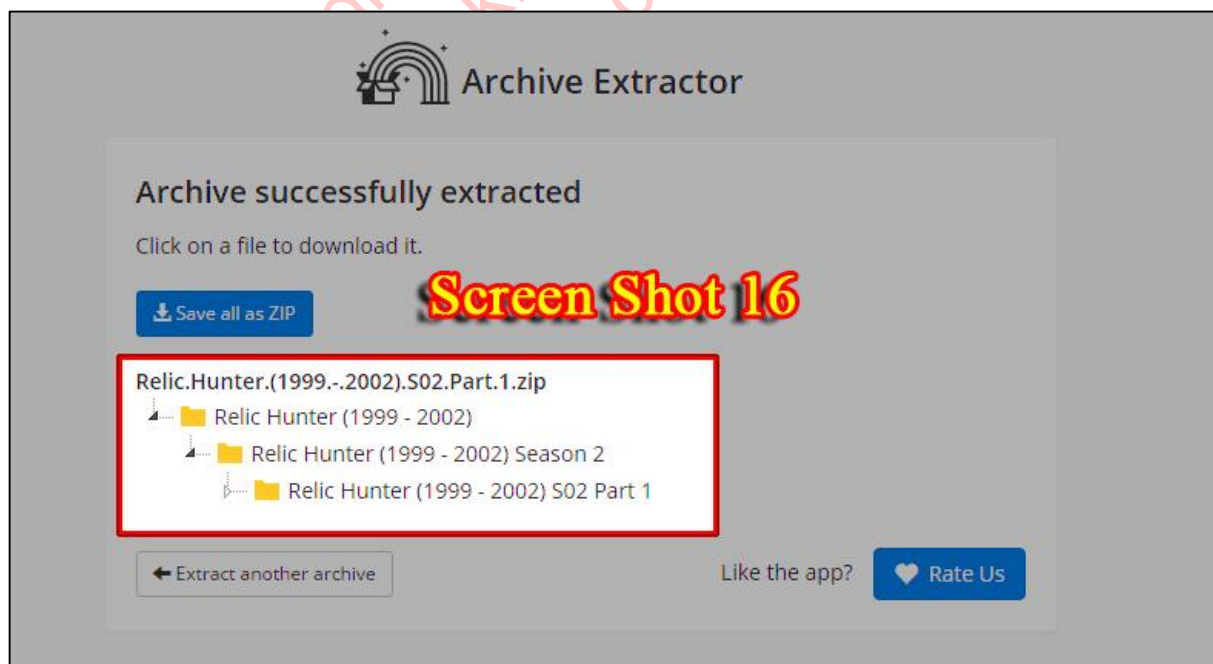 Archive Extractor
Archive successfully extracted
Click on a file to download it.
Screen Shot 16
Save all as ZIP
Relic.Hunter.(1999.-.2002).S02.Part.1.zip
Relic Hunter (1999 - 2002)
Relic Hunter (1999 - 2002) Season 2
Relic Hunter (1999 - 2002) S02 Part 1
Extract another archive
Like the app?
Rate Us